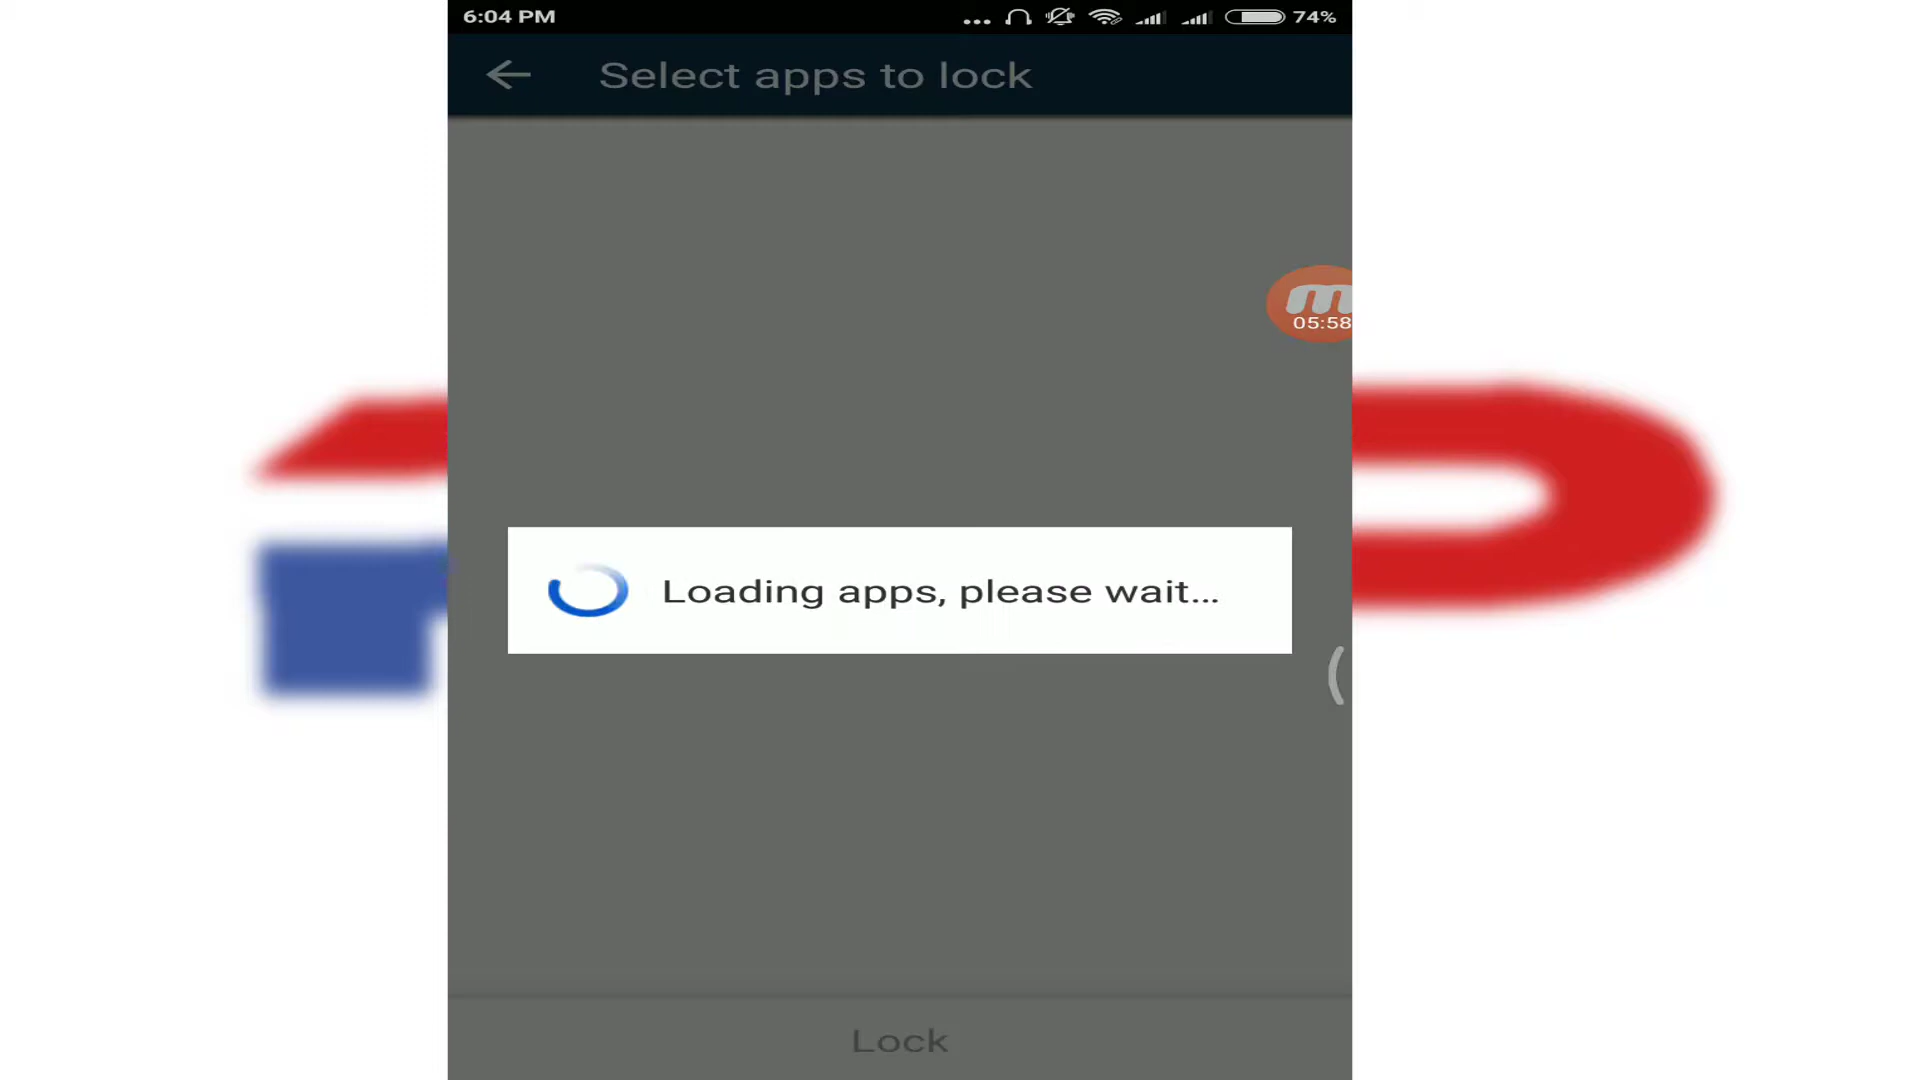 6:04 PM
74%
Select apps to lock
05:58
Loading apps, please wait...
Lock